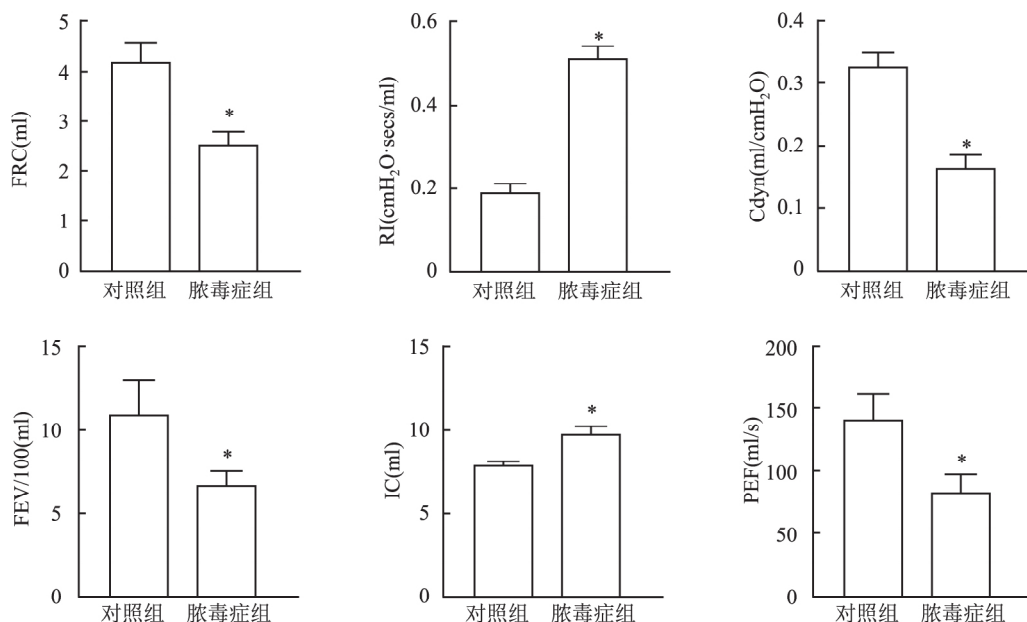 FRC(ml)
5
4
3
2
1
0
*
对照组
脓毒症组
RI(cmH₂O·secs/ml)
0.6
0.4
0.2
0
*
对照组
脓毒症组
Cdyn(ml/cmH₂O)
0.4
0.3
0.2
0.1
0
*
对照组
脓毒症组
FEV/100(ml)
15
10
5
0
*
对照组
脓毒症组
IC(ml)
15
10
5
0
*
对照组
脓毒症组
PEF(ml/s)
200
150
100
50
0
*
对照组
脓毒症组